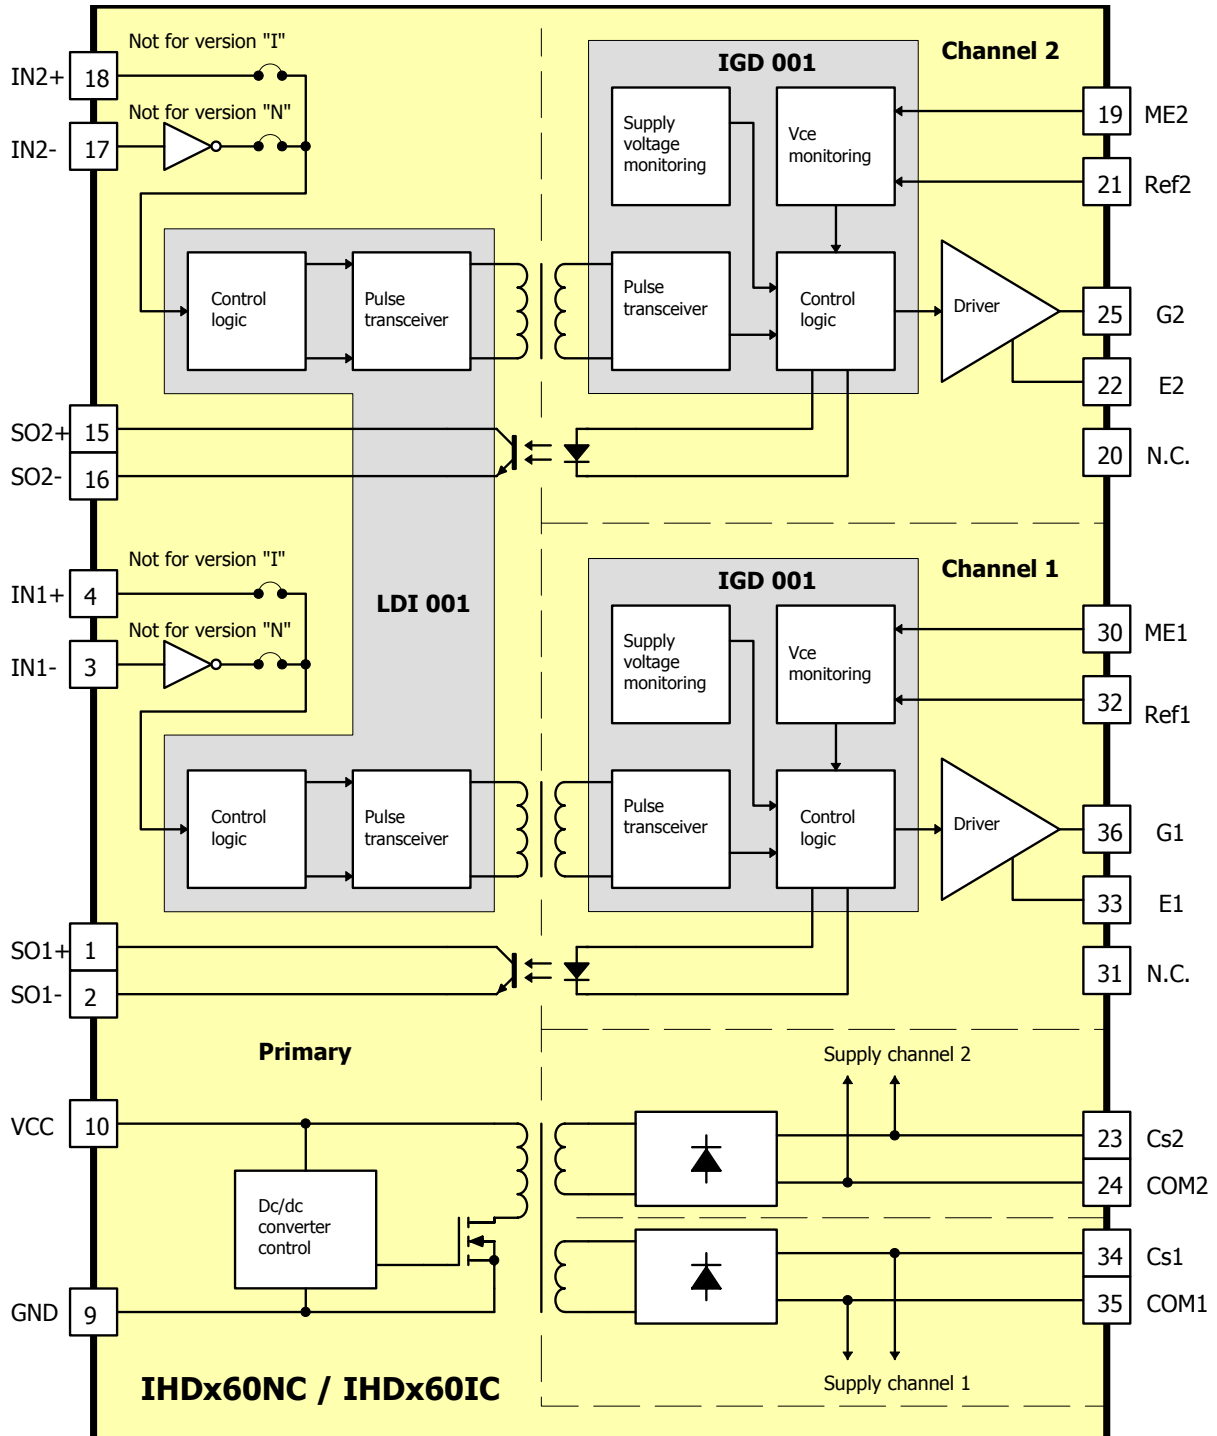 Not for version "I"
IN2+ 18
Not for version "N"
IN2- 17
IGD 001
Channel 2
Supply
voltage
monitoring
Vce
monitoring
19 ME2
21 Ref2
Control
logic
Pulse
transceiver
Pulse
transceiver
Control
logic
Driver
25 G2
22 E2
SO2+ 15
SO2- 16
20 N.C.
Not for version "I"
IN1+ 4
Not for version "N"
IN1- 3
LDI 001
IGD 001
Channel 1
Supply
voltage
monitoring
Vce
monitoring
30 ME1
32 Ref1
Control
logic
Pulse
transceiver
Pulse
transceiver
Control
logic
Driver
36 G1
33 E1
SO1+ 1
SO1- 2
31 N.C.
Primary
Supply channel 2
VCC 10
23 Cs2
24 COM2
Dc/dc
converter
control
34 Cs1
35 COM1
GND 9
Supply channel 1
IHDx60NC / IHDx60IC